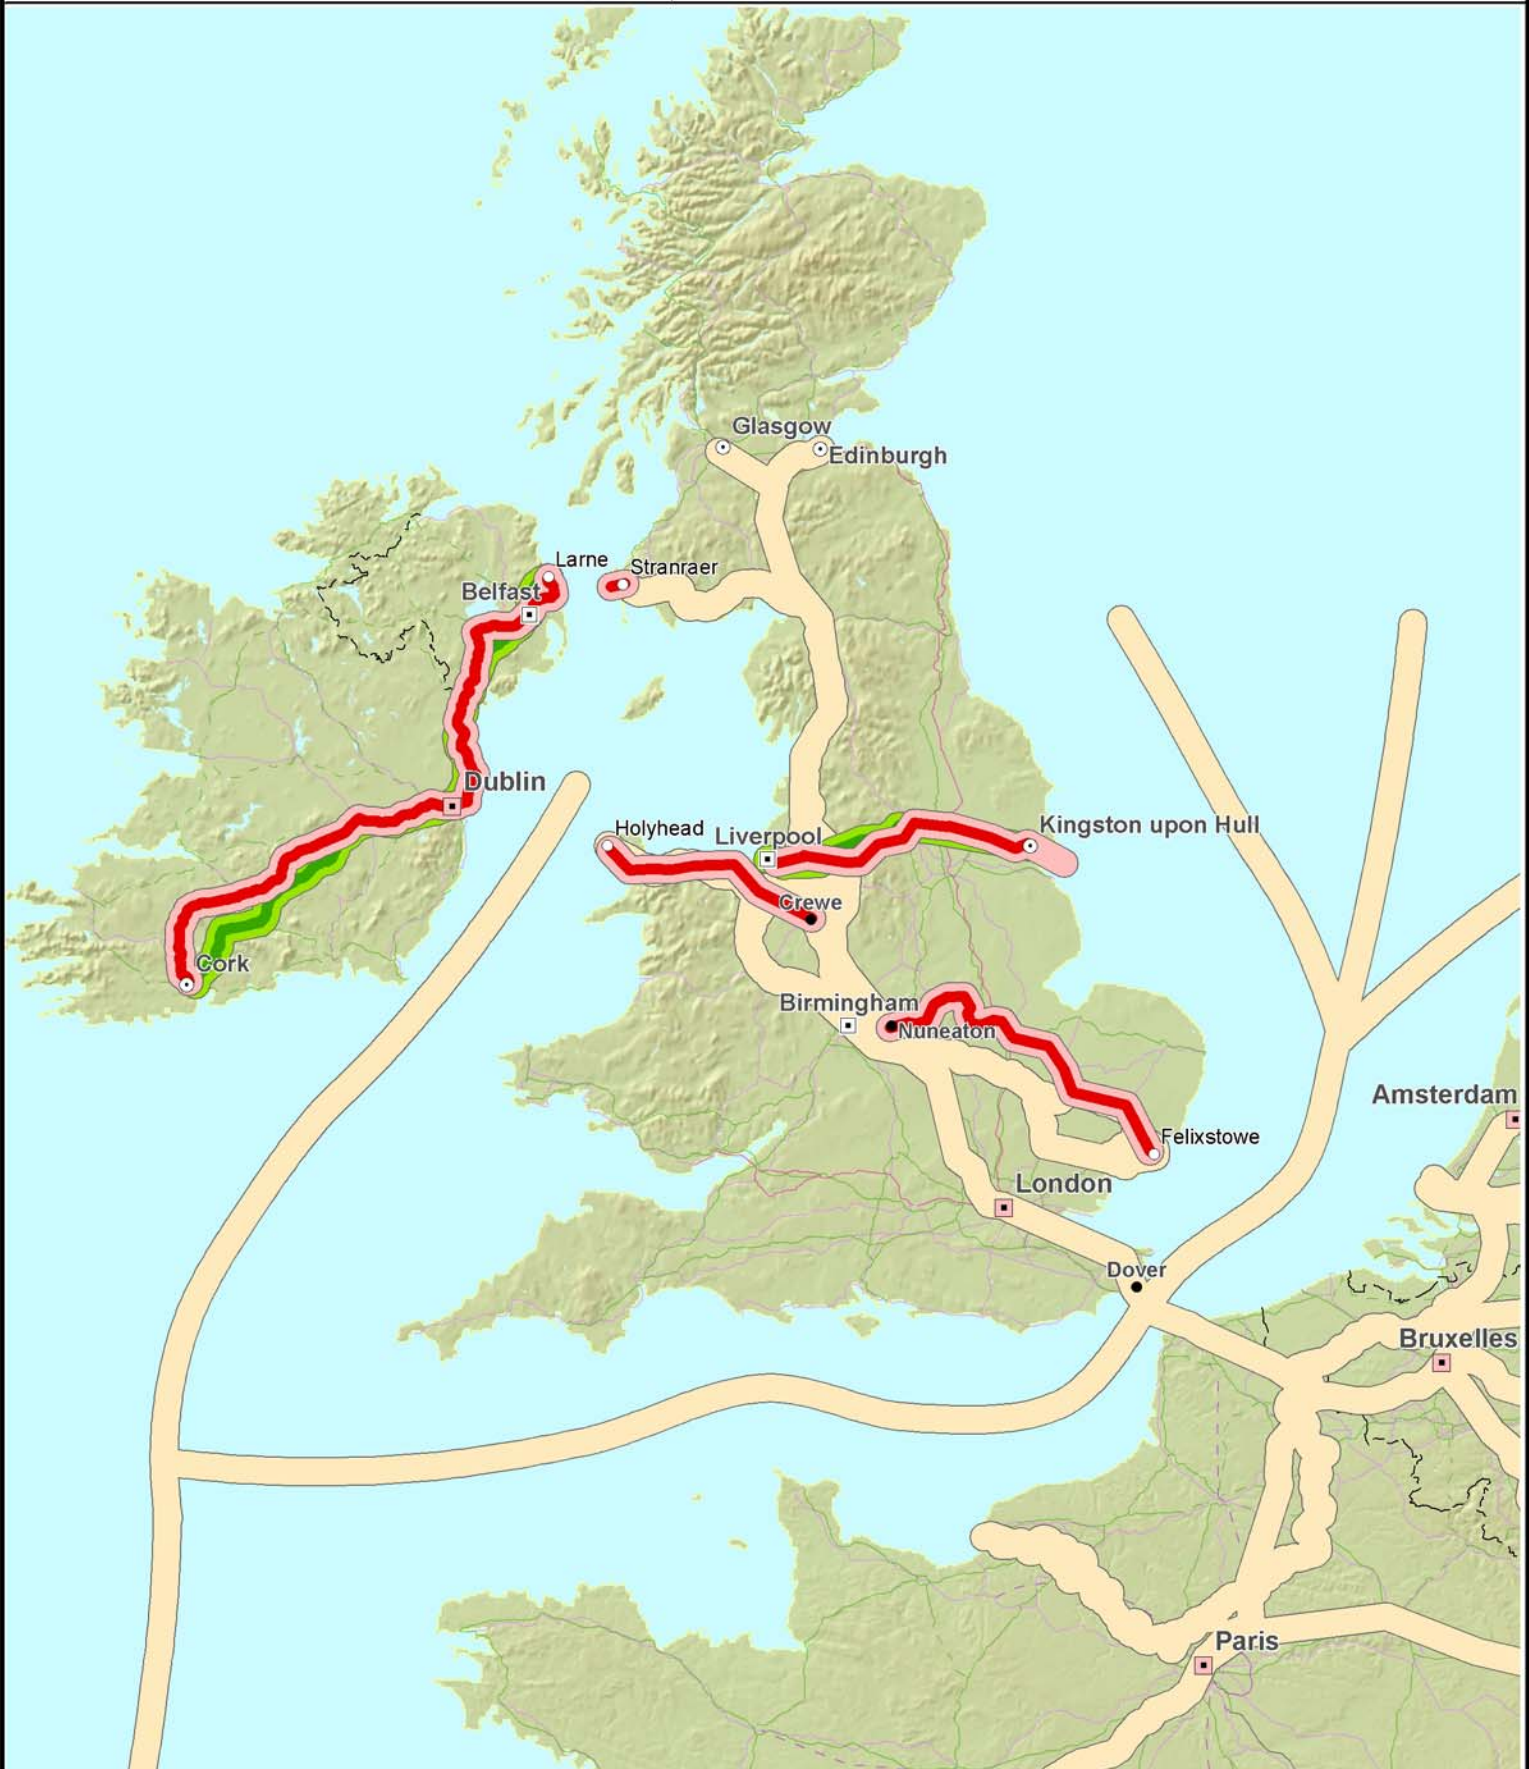 Glasgow
Edinburgh
Larne
Stranraer
Belfast
Dublin
Holyhead
Liverpool
Kingston upon Hull
Crewe
Cork
Birmingham
Nuneaton
Amsterdam
Felixstowe
London
Dover
Bruxelles
Paris